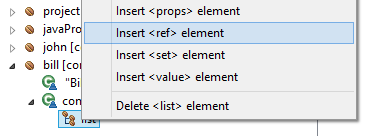 project
Insert <props> element
javaPro
Insert <ref> element
john [co
Insert <set> element
bill [con
Insert <value> element
"Bi
con
Delete <list> element
list